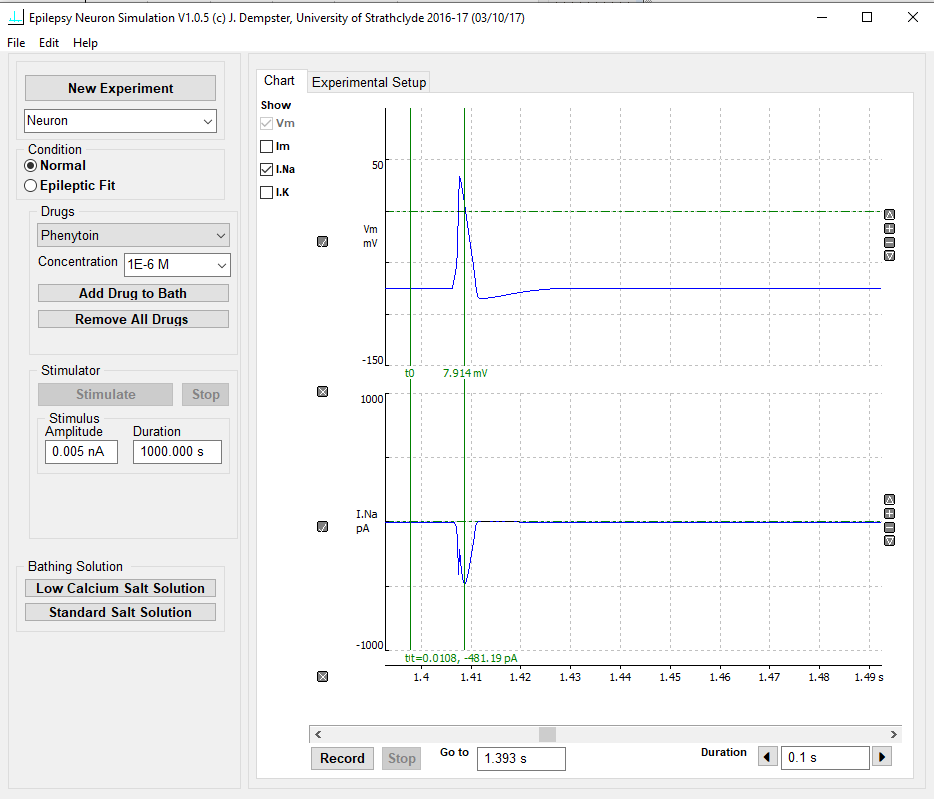 Epilepsy Neuron Simulation V1.0.5 (c) J. Dempster, University of Strathclyde 2016-17 (03/10/17)
File Edit Help
New Experiment
Neuron
Condition
Normal
Epileptic Fit
Drugs
Phenytoin
Concentration 1E-6 M
Add Drug to Bath
Remove All Drugs
Stimulator
Stimulate Stop
Stimulus
Amplitude Duration
0.005 nA 1000.000 s
Bathing Solution
Low Calcium Salt Solution
Standard Salt Solution
Chart Experimental Setup
Show
Vm
Im
I.Na
I.K
50
Vm
mV
-150
t0 7.914 mV
1000
I.Na
pA
-1000
t:t=0.0108, -481.19 pA
1.4 1.41 1.42 1.43 1.44 1.45 1.46 1.47 1.48 1.49 s
Record Stop Go to 1.393 s Duration 0.1 s